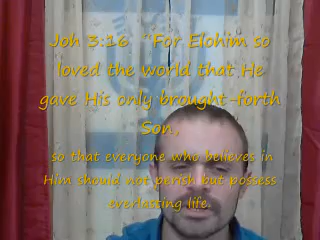 Joh 3:16 "For Elohim so
loved the world that He
gave His only brought-forth
Son,
so that everyone who believes in
Him should not perish but possess
everlasting life.